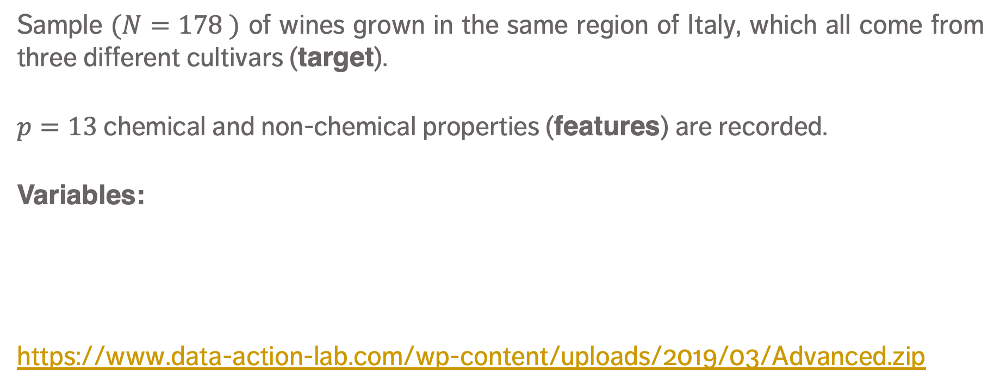 Sample (N = 178 ) of wines grown in the same region of Italy, which all come from
three different cultivars (target).
p = 13 chemical and non-chemical properties (features) are recorded.
Variables:
https://www.data-action-lab.com/wp-content/uploads/2019/03/Advanced.zip